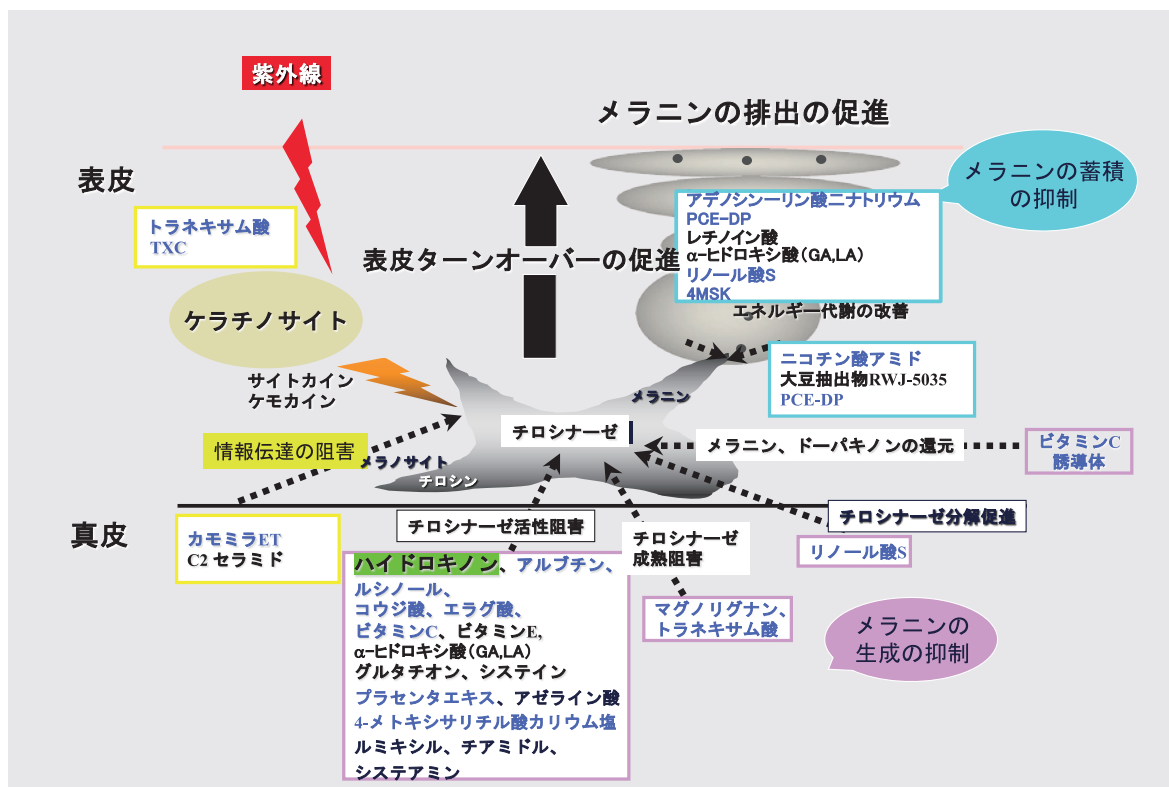 紫外線
メラニンの排出の促進
表皮
メラニンの蓄積
の抑制
トラネキサム酸
TXC
アデノシン一リン酸二ナトリウム
PCE-DP
レチノイン酸
α-ヒドロキシ酸（GA,LA）
リノール酸S
4MSK
表皮ターンオーバーの促進
エネルギー代謝の改善
ケラチノサイト
サイトカイン
ケモカイン
ニコチン酸アミド
大豆抽出物RWJ-5035
PCE-DP
メラニン
チロシナーゼ
情報伝達の阻害
メラノサイト
チロシン
メラニン、ドーパキノンの還元
ビタミンC
誘導体
真皮
カモミラET
C2 セラミド
チロシナーゼ活性阻害
チロシナーゼ
成熟阻害
チロシナーゼ分解促進
リノール酸S
ハイドロキノン、アルブチン、
ルシノール、
コウジ酸、エラグ酸、
ビタミンC、ビタミンE,
α-ヒドロキシ酸（GA,LA）
グルタチオン、システイン
プラセンタエキス、アゼライン酸
4-メトキシサリチル酸カリウム塩
ルミキシル、チアミドル、
システアミン
マグノリグナン、
トラネキサム酸
メラニンの
生成の抑制